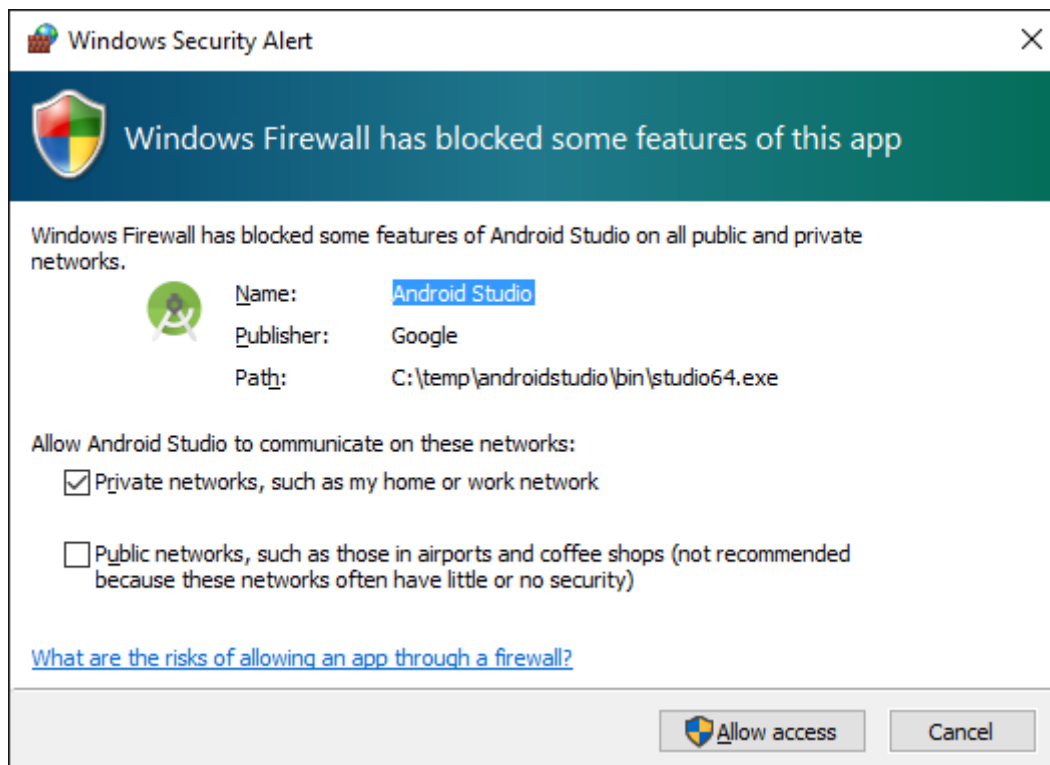 Windows Security Alert
Windows Firewall has blocked some features of this app
Windows Firewall has blocked some features of Android Studio on all public and private
networks.
Name: Android Studio
Publisher: Google
Path: C:\temp\androidstudio\bin\studio64.exe
Allow Android Studio to communicate on these networks:
Private networks, such as my home or work network
Public networks, such as those in airports and coffee shops (not recommended
because these networks often have little or no security)
What are the risks of allowing an app through a firewall?
Allow access Cancel